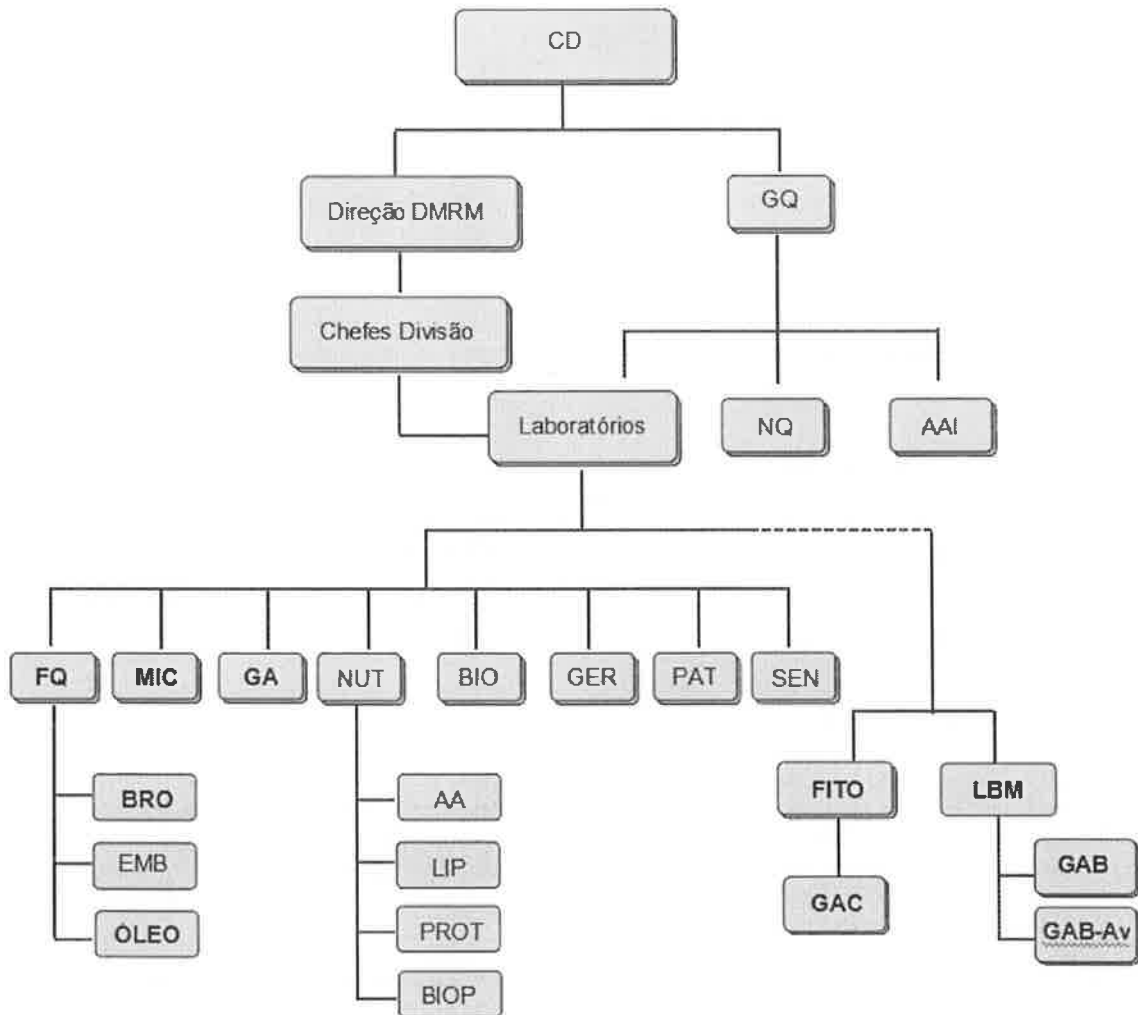 CD
Direção DMRM
GQ
Chefes Divisão
Laboratórios
NQ
AAI
FQ
MIC
GA
NUT
BIO
GER
PAT
SEN
BRO
EMB
ÓLEO
AA
LIP
PROT
BIOP
FITO
LBM
GAC
GAB
GAB-Av